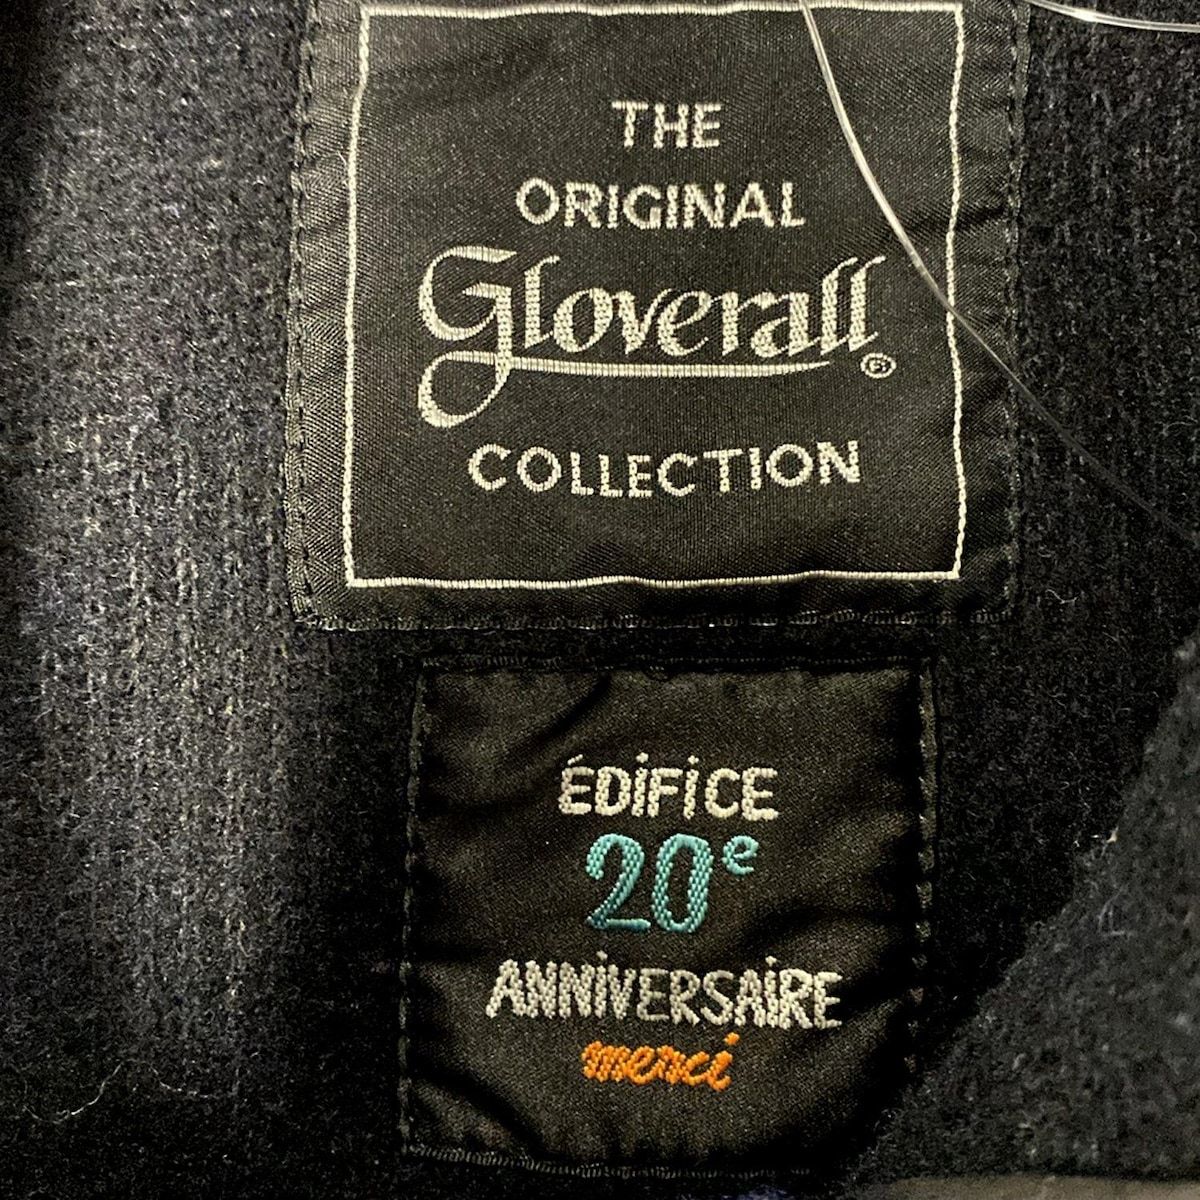 THE
ORIGINAL
Gloverall ®
COLLECTION
ÉDiFiCE
20e
ANNiVERSAiRE
merci